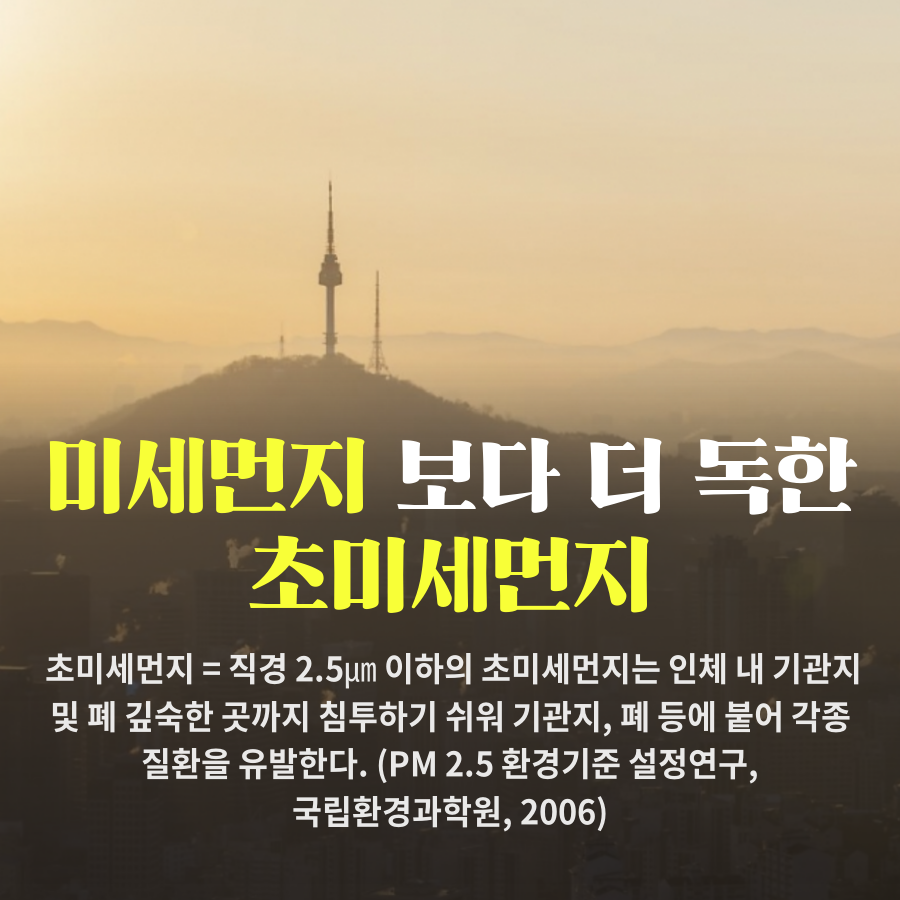 미세먼지 보다 더 독한
초미세먼지
초미세먼지 = 직경 2.5㎛ 이하의 초미세먼지는 인체 내 기관지
및 폐 깊숙한 곳까지 침투하기 쉬워 기관지, 폐 등에 붙어 각종
질환을 유발한다. (PM 2.5 환경기준 설정연구,
국립환경과학원, 2006)